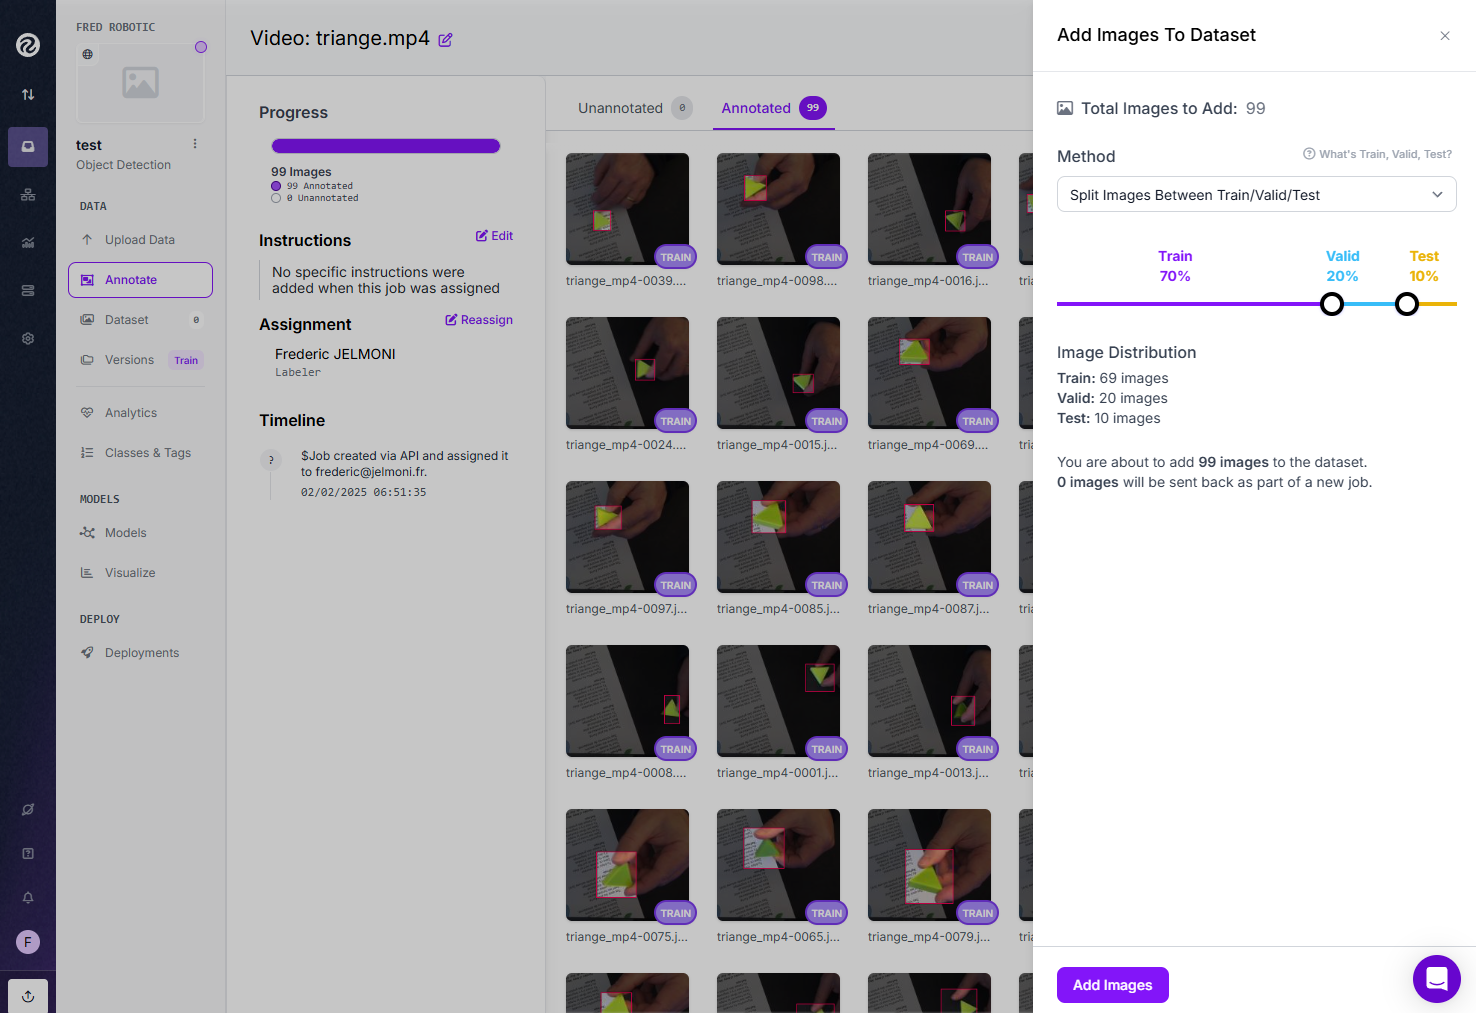 FRED ROBOTIC
test
Object Detection
DATA
Upload Data
Annotate
Dataset 0
Versions Train
Analytics
Classes & Tags
MODELS
Models
Visualize
DEPLOY
Deployments
F
Video: triange.mp4
Progress
99 Images
99 Annotated
0 Unannotated
Instructions Edit
No specific instructions were
added when this job was assigned
Assignment Reassign
Frederic JELMONI
Labeler
Timeline
? $Job created via API and assigned it
to frederic@jelmoni.fr.
02/02/2025 06:51:35
Unannotated 0 Annotated 99
TRAIN TRAIN TRAIN
triange_mp4-0039.... triange_mp4-0098.... triange_mp4-0016.j... tri
TRAIN TRAIN TRAIN
triange_mp4-0024.... triange_mp4-0015.j... triange_mp4-0069.... tri
TRAIN TRAIN TRAIN
triange_mp4-0097.j... triange_mp4-0085.j... triange_mp4-0087.j... tri
TRAIN TRAIN TRAIN
triange_mp4-0008.... triange_mp4-0001.j... triange_mp4-0013.j... tri
TRAIN TRAIN TRAIN
triange_mp4-0075.j... triange_mp4-0065.j... triange_mp4-0079.j... tri
Add Images To Dataset
Total Images to Add: 99
Method What's Train, Valid, Test?
Split Images Between Train/Valid/Test
Train Valid Test
70% 20% 10%
Image Distribution
Train: 69 images
Valid: 20 images
Test: 10 images
You are about to add 99 images to the dataset.
0 images will be sent back as part of a new job.
Add Images